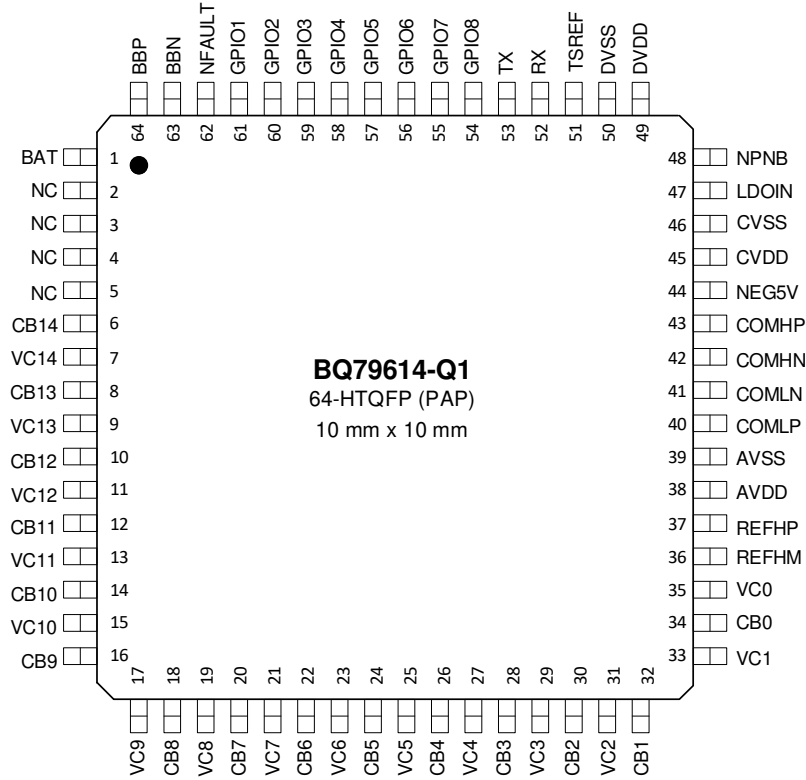 BBP
BBN
NFAULT
GPIO1
GPIO2
GPIO3
GPIO4
GPIO5
GPIO6
GPIO7
GPIO8
TX
RX
TSREF
DVSS
DVDD
64
63
62
61
60
59
58
57
56
55
54
53
52
51
50
49
BAT 1
NC 2
NC 3
NC 4
NC 5
CB14 6
VC14 7
CB13 8
VC13 9
CB12 10
VC12 11
CB11 12
VC11 13
CB10 14
VC10 15
CB9 16
BQ79614-Q1
64-HTQFP (PAP)
10 mm x 10 mm
48 NPNB
47 LDOIN
46 CVSS
45 CVDD
44 NEG5V
43 COMHP
42 COMHN
41 COMLN
40 COMLP
39 AVSS
38 AVDD
37 REFHP
36 REFHM
35 VC0
34 CB0
33 VC1
17
18
19
20
21
22
23
24
25
26
27
28
29
30
31
32
VC9
CB8
VC8
CB7
VC7
CB6
VC6
CB5
VC5
CB4
VC4
CB3
VC3
CB2
VC2
CB1